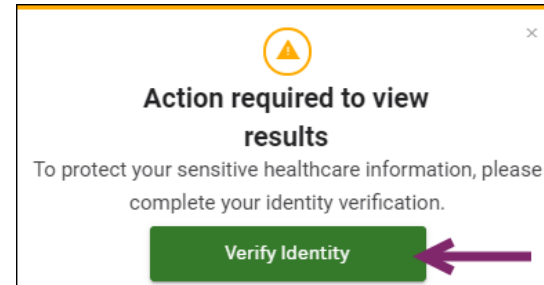 Action required to view
results
To protect your sensitive healthcare information, please
complete your identity verification.
Verify Identity